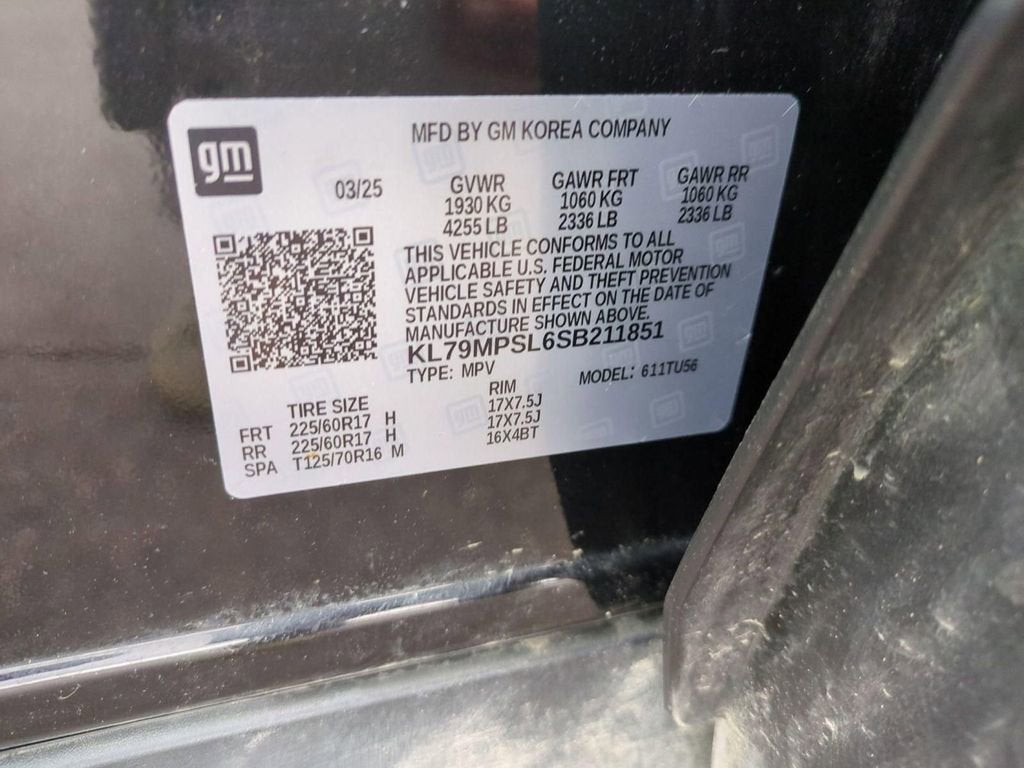 gm
MFD BY GM KOREA COMPANY
03/25
GVWR GAWR FRT GAWR RR
1930 KG 1060 KG 1060 KG
4255 LB 2336 LB 2336 LB
THIS VEHICLE CONFORMS TO ALL
APPLICABLE U.S. FEDERAL MOTOR
VEHICLE SAFETY AND THEFT PREVENTION
STANDARDS IN EFFECT ON THE DATE OF
MANUFACTURE SHOWN ABOVE.
KL79MPSL6SB211851
TYPE: MPV MODEL: 611TU56
TIRE SIZE RIM
FRT 225/60R17 H 17X7.5J
RR 225/60R17 H 17X7.5J
SPA T125/70R16 M 16X4BT